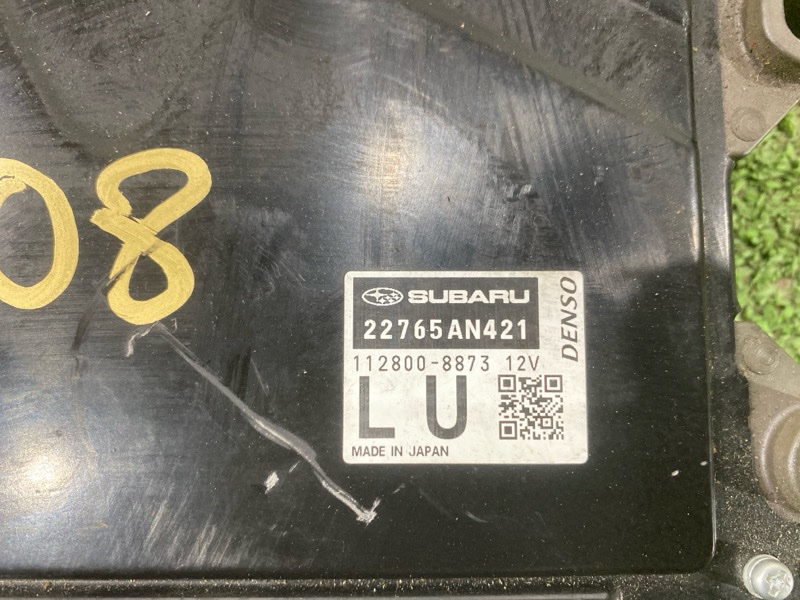 08
SUBARU
22765AN421
DENSO
112800-8873 12V
LU
MADE IN JAPAN